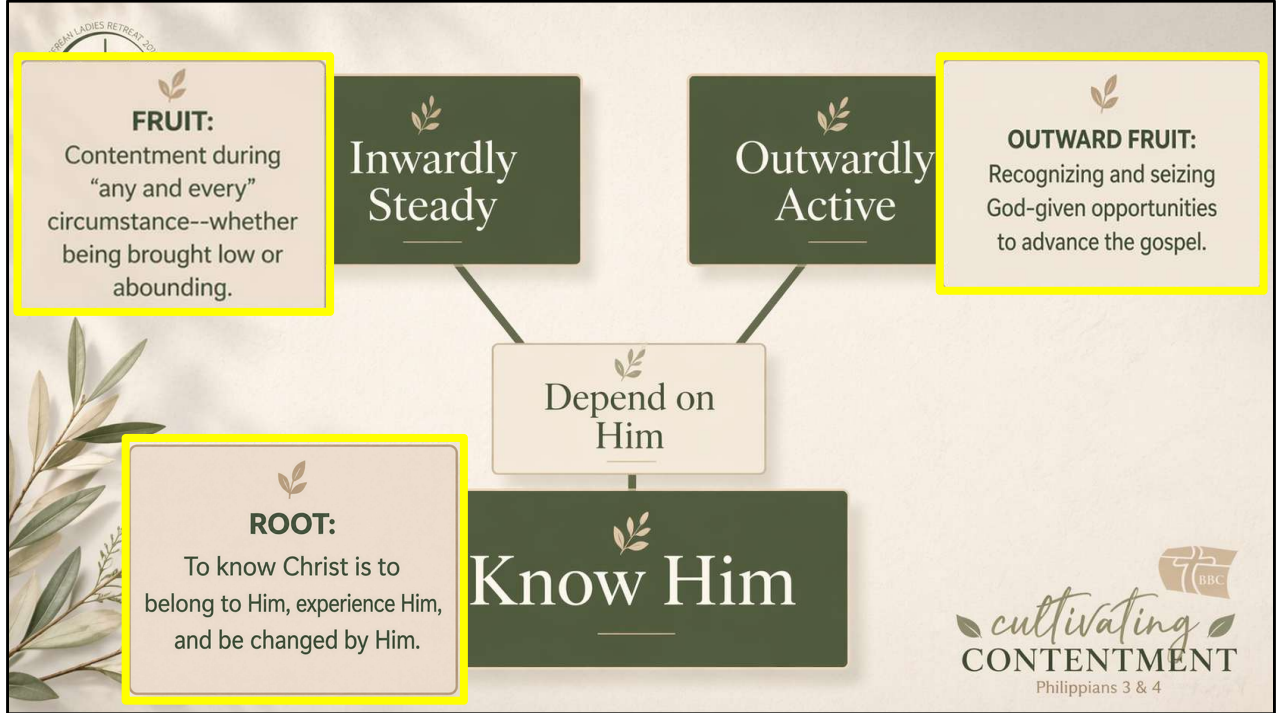 LADIES RETREAT
FRUIT:
Contentment during
“any and every”
circumstance--whether
being brought low or
abounding.
Inwardly
Steady
Outwardly
Active
OUTWARD FRUIT:
Recognizing and seizing
God-given opportunities
to advance the gospel.
Depend on
Him
ROOT:
To know Christ is to
belong to Him, experience Him,
and be changed by Him.
Know Him
BBC
cultivating
CONTENTMENT
Philippians 3 & 4